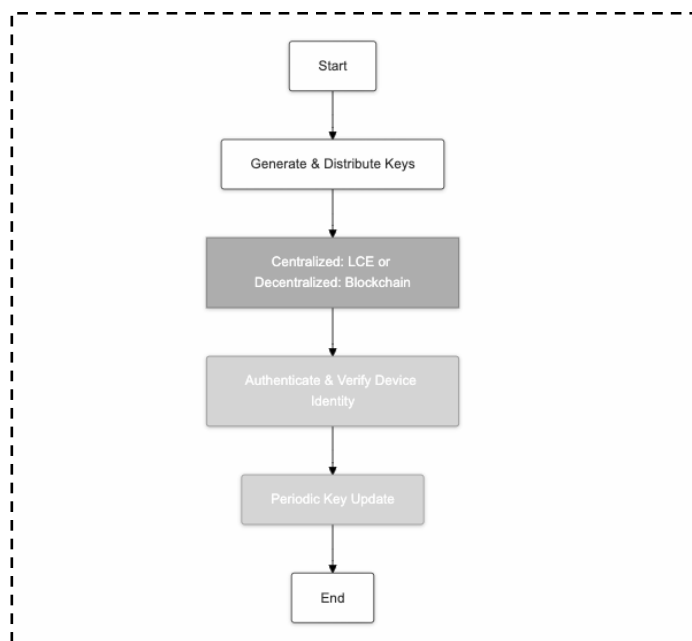 Start
Generate & Distribute Keys
Centralized: LCE or
Decentralized: Blockchain
Authenticate & Verify Device
Identity
Periodic Key Update
End